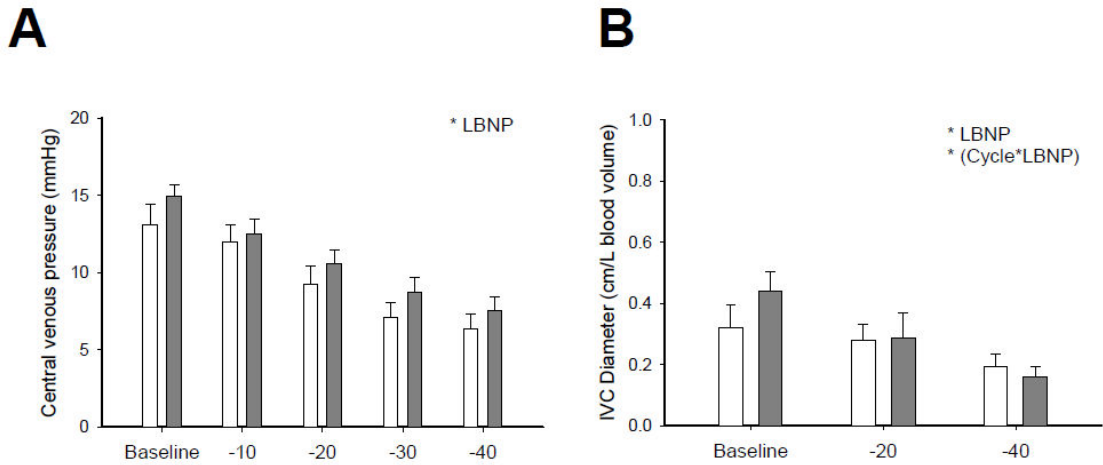 A
B
Central venous pressure (mmHg)
20
15
10
5
0
* LBNP
Baseline -10 -20 -30 -40
IVC Diameter (cm/L blood volume)
1.0
0.8
0.6
0.4
0.2
0.0
* LBNP
* (Cycle*LBNP)
Baseline -20 -40